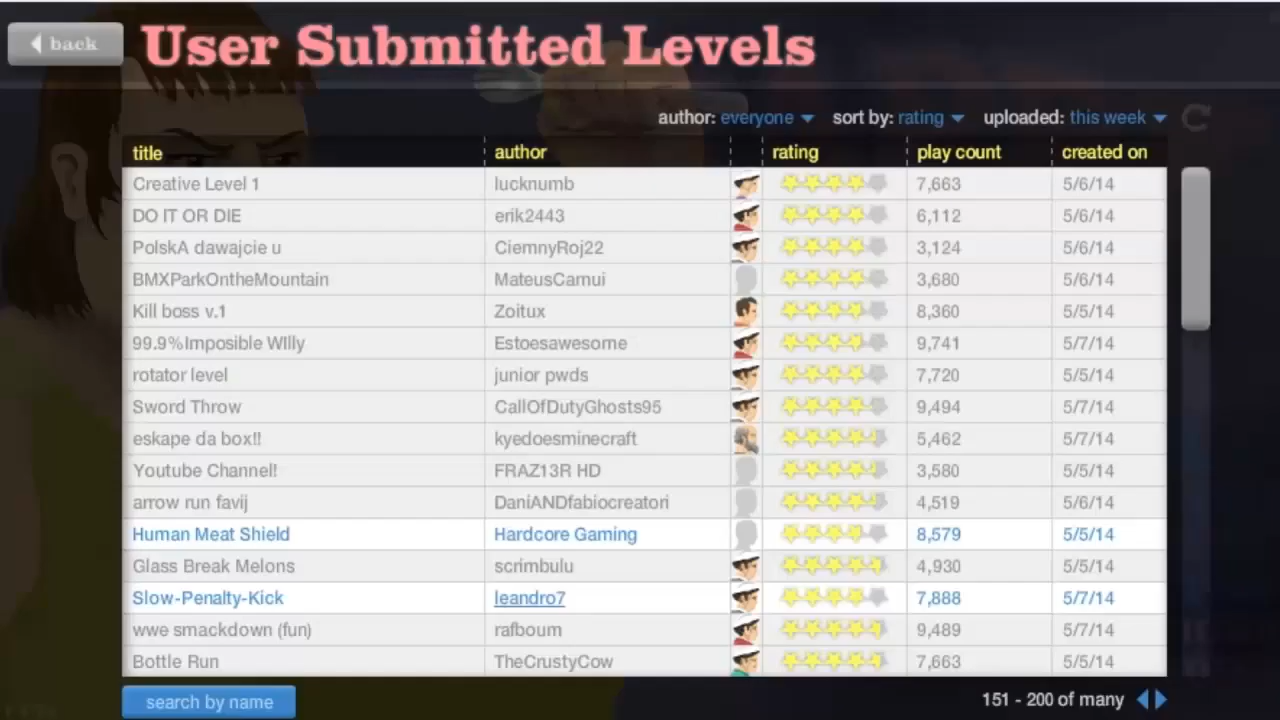 back
User Submitted Levels
author: everyone sort by: rating uploaded: this week
title author rating play count created on
Creative Level 1 lucknumb 7,663 5/6/14
DO IT OR DIE erik2443 6,112 5/6/14
PolskA dawajcie u CiemnyRoj22 3,124 5/6/14
BMXParkOntheMountain MateusCamui 3,680 5/6/14
Kill boss v.1 Zoitux 8,360 5/5/14
99.9%Imposible WIlly Estoesawesome 9,741 5/7/14
rotator level junior pwds 7,720 5/5/14
Sword Throw CallOfDutyGhosts95 9,494 5/7/14
eskape da box!! kyedoesminecraft 5,462 5/7/14
Youtube Channel! FRAZ13R HD 3,580 5/5/14
arrow run favij DaniANDfabiocreatori 4,519 5/6/14
Human Meat Shield Hardcore Gaming 8,579 5/5/14
Glass Break Melons scrimbulu 4,930 5/5/14
Slow-Penalty-Kick leandro7 7,888 5/7/14
wwe smackdown (fun) rafboum 9,489 5/7/14
Bottle Run TheCrustyCow 7,663 5/5/14
search by name 151 - 200 of many